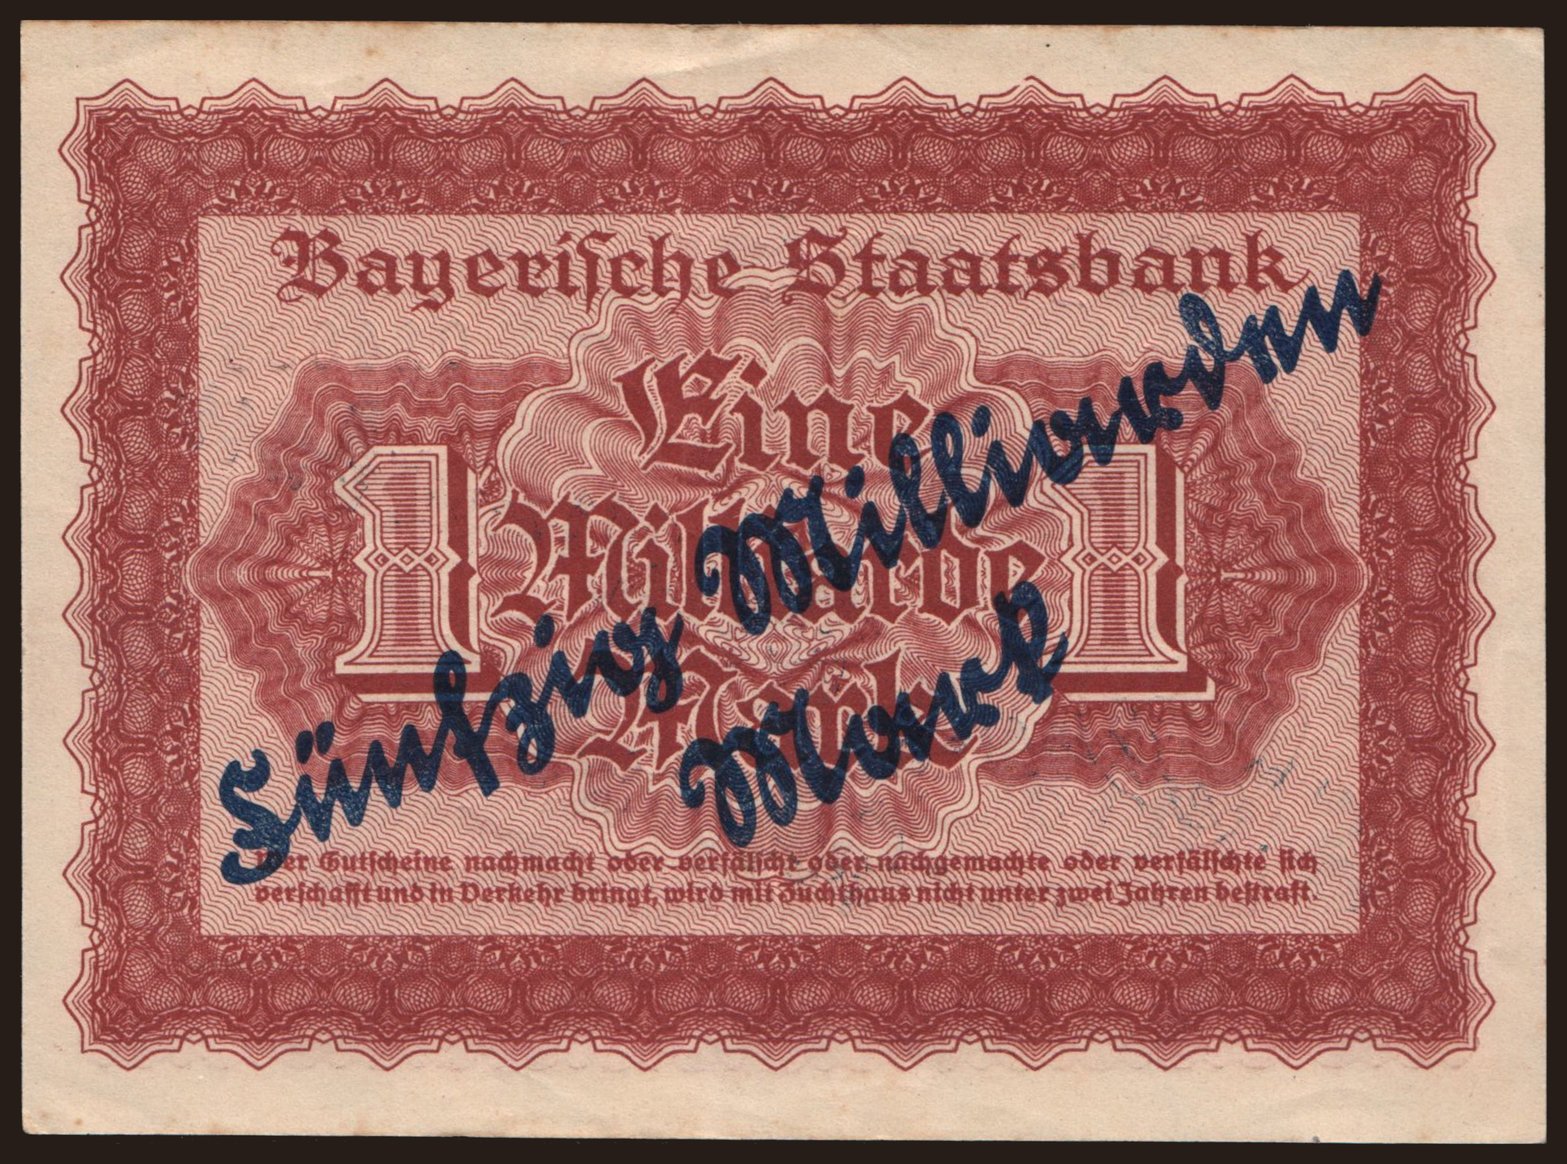 Bayerische Staatsbank
Eine
1 Milliarde 1
Mark
Fünfzig Milliarden
Mark
Wer Gutscheine nachmacht oder verfälscht oder nachgemachte oder verfälschte sich
verschafft und in Verkehr bringt, wird mit Zuchthaus nicht unter zwei Jahren bestraft.